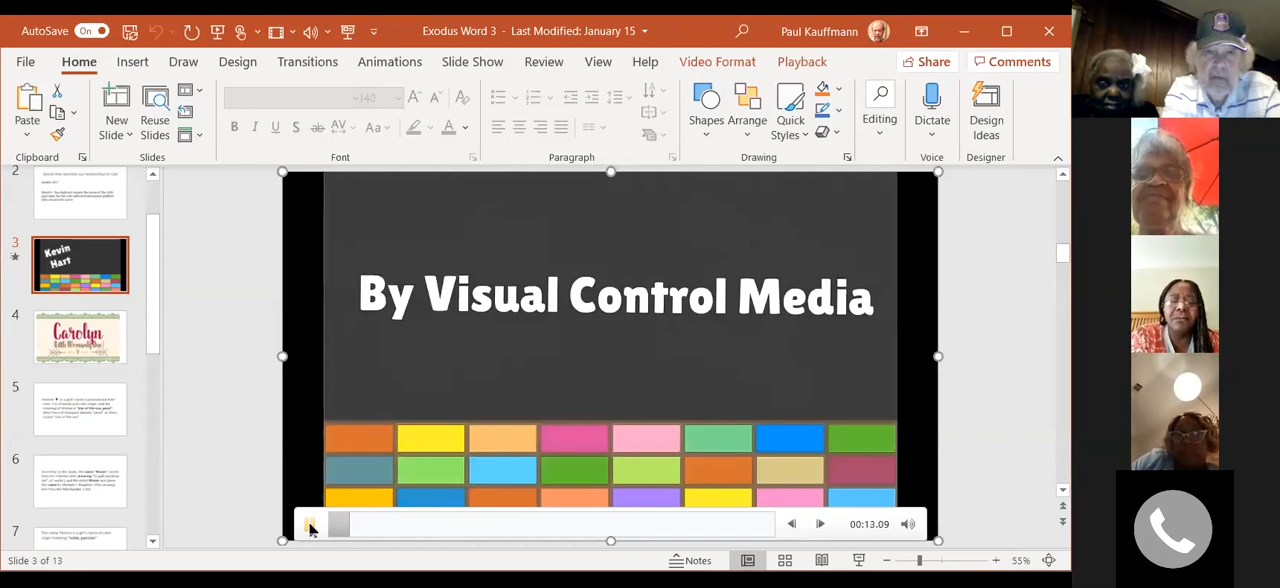 AutoSave On Exodus Word 3 - Last Modified: January 15 Paul Kauffmann
File Home Insert Draw Design Transitions Animations Slide Show Review View Help Video Format Playback Share Comments
Paste New Slide Reuse Slides 40 Shapes Arrange Quick Styles Editing Dictate Design Ideas
B I U S ab AV Aa A
Clipboard Slides Font Paragraph Drawing Voice Designer
2
3
Kevin
Hart
4
Carolyn
5
6
7
By Visual Control Media
00:13.09
Slide 3 of 13 Notes 55%